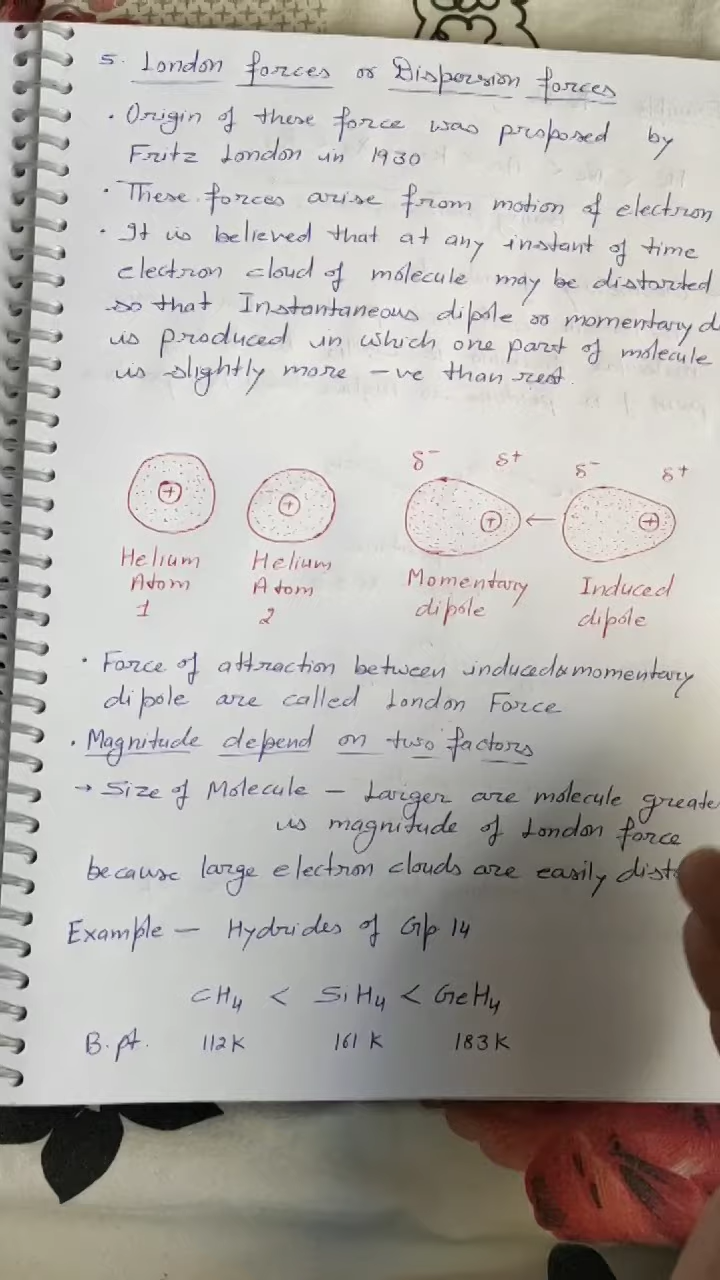 5. London forces or Dispersion forces
• Origin of these force was proposed by
Fritz London in 1930
• These forces arise from motion of electron
• It is believed that at any instant of time
electron cloud of molecule may be distorted
so that Instantaneous dipole or momentary d
is produced in which one part of molecule
is slightly more -ve than rest.
δ- δ+ δ- δ+
+ + + ← +
Helium Atom 1
Helium Atom 2
Momentary dipole
Induced dipole
• Force of attraction between induced & momentary
dipole are called London Force
• Magnitude depend on two factors
→ Size of Molecule - Larger are molecule greate
is magnitude of London force
because large electron clouds are easily dist
Example - Hydrides of Gp 14
CH4 < SiH4 < GeH4
B.pt. 112K 161 K 183K